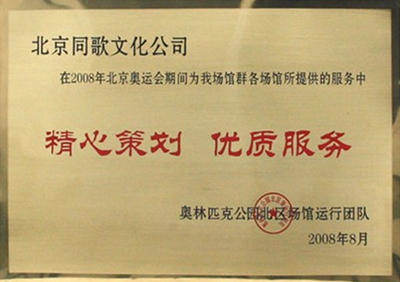 北京同歌文化公司
在2008年北京奥运会期间为我场馆群各场馆所提供的服务中
精心策划 优质服务
奥林匹克公园北区场馆运行团队
2008年8月